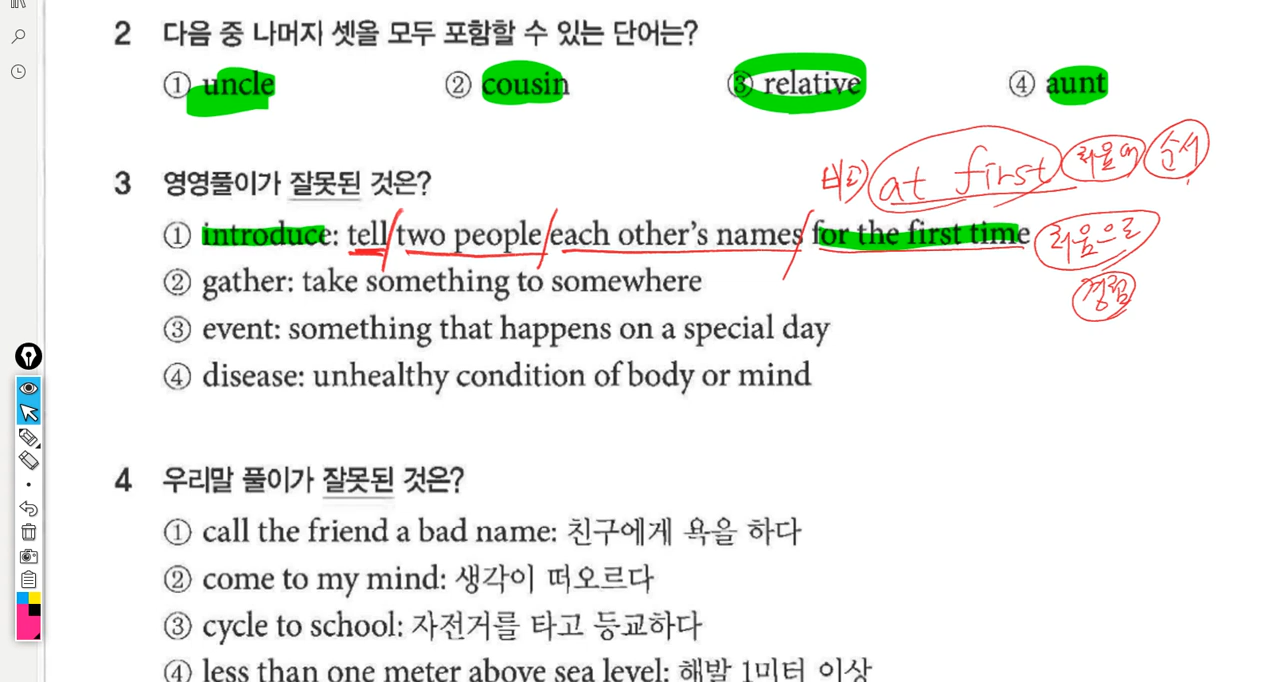 2 다음 중 나머지 셋을 모두 포함할 수 있는 단어는?
① uncle ② cousin ③ relative ④ aunt
비교) at first 처음에 순서
3 영영풀이가 잘못된 것은?
① introduce: tell/two people/each other's names/for the first time 처음으로
경험
② gather: take something to somewhere
③ event: something that happens on a special day
④ disease: unhealthy condition of body or mind
4 우리말 풀이가 잘못된 것은?
① call the friend a bad name: 친구에게 욕을 하다
② come to my mind: 생각이 떠오르다
③ cycle to school: 자전거를 타고 등교하다
④ less than one meter above sea level: 해발 1미터 이상